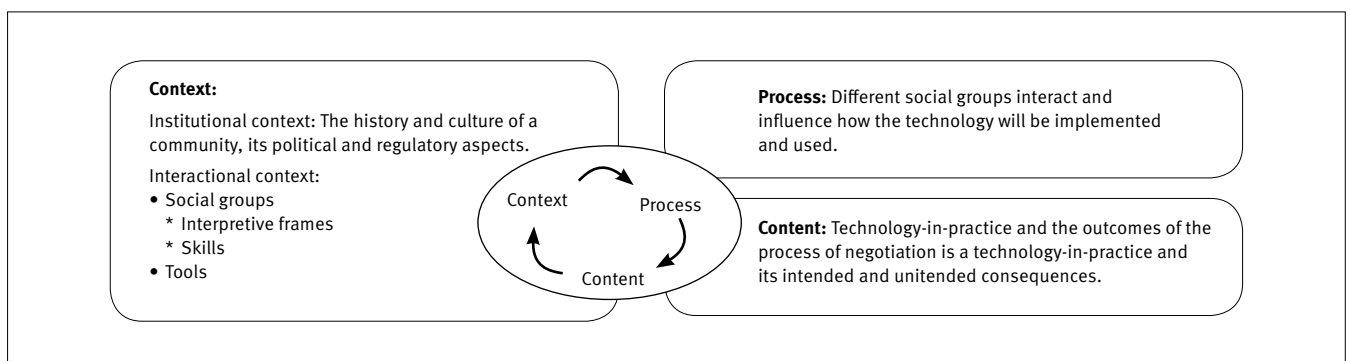 Context:
Institutional context: The history and culture of a
community, its political and regulatory aspects.
Interactional context:
• Social groups
* Interpretive frames
* Skills
• Tools
Process: Different social groups interact and
influence how the technology will be implemented
and used.
Context
Process
Content
Content: Technology-in-practice and the outcomes of the
process of negotiation is a technology-in-practice and
its intended and unitended consequences.